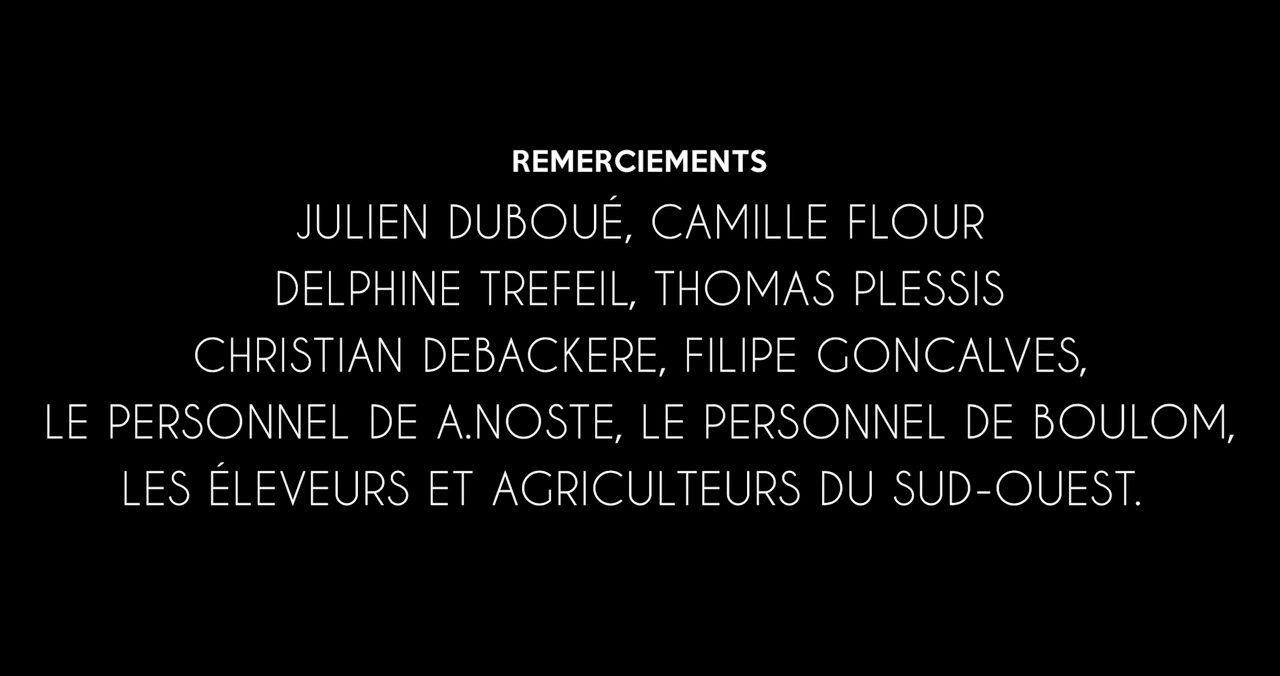 REMERCIEMENTS
JULIEN DUBOUÉ, CAMILLE FLOUR
DELPHINE TREFEIL, THOMAS PLESSIS
CHRISTIAN DEBACKERE, FILIPE GONCALVES,
LE PERSONNEL DE A.NOSTE, LE PERSONNEL DE BOULOM,
LES ÉLEVEURS ET AGRICULTEURS DU SUD-OUEST.